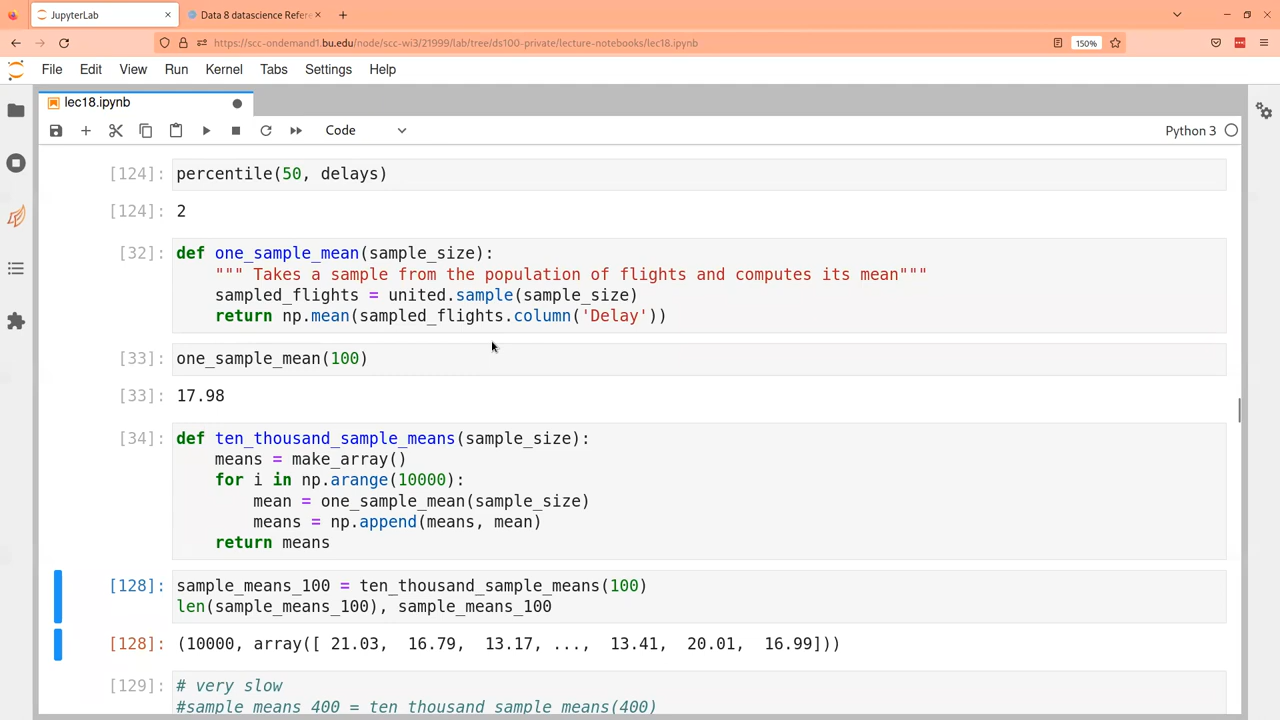 JupyterLab
Data 8 datascience Refere
https://scc-ondemand1.bu.edu/node/scc-wi3/21999/lab/tree/ds100-private/lecture-notebooks/lec18.ipynb
150%
File Edit View Run Kernel Tabs Settings Help
lec18.ipynb
Code
Python 3
[124]: percentile(50, delays)
[124]: 2
[32]: def one_sample_mean(sample_size):
""" Takes a sample from the population of flights and computes its mean"""
sampled_flights = united.sample(sample_size)
return np.mean(sampled_flights.column('Delay'))
[33]: one_sample_mean(100)
[33]: 17.98
[34]: def ten_thousand_sample_means(sample_size):
means = make_array()
for i in np.arange(10000):
mean = one_sample_mean(sample_size)
means = np.append(means, mean)
return means
[128]: sample_means_100 = ten_thousand_sample_means(100)
len(sample_means_100), sample_means_100
[128]: (10000, array([ 21.03, 16.79, 13.17, ..., 13.41, 20.01, 16.99]))
[129]: # very slow
#sample_means_400 = ten_thousand_sample_means(400)